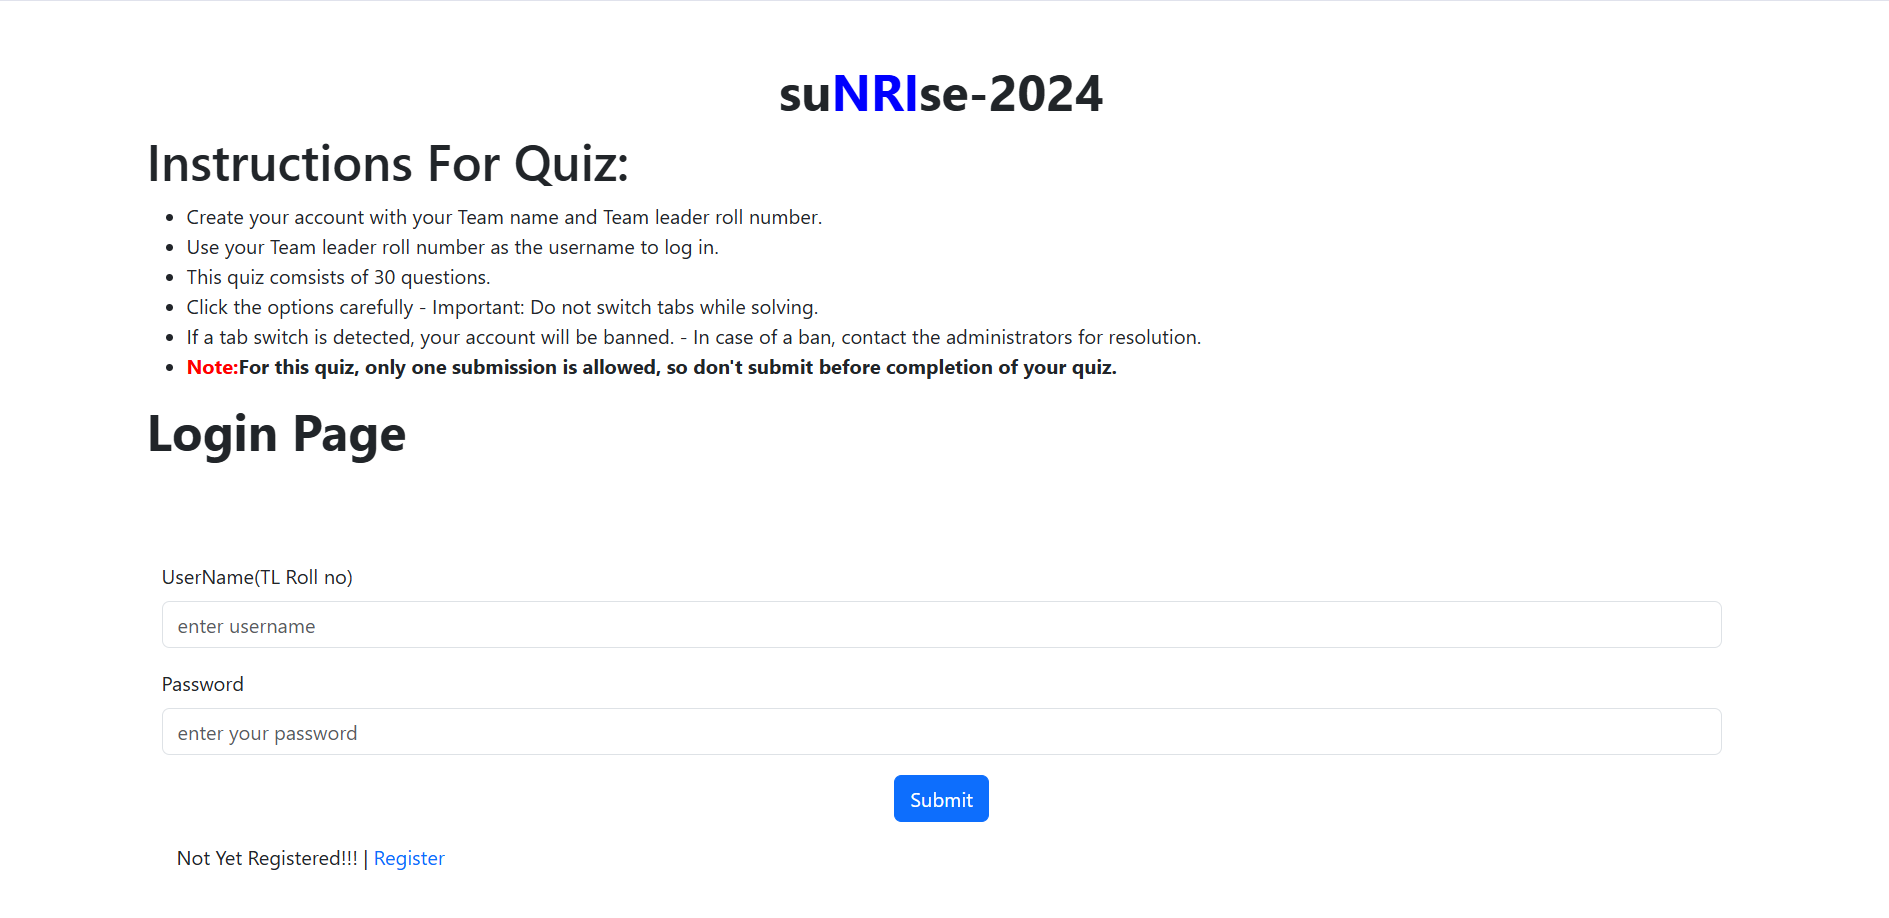 suNRIse-2024
Instructions For Quiz:
Create your account with your Team name and Team leader roll number.
Use your Team leader roll number as the username to log in.
This quiz comsists of 30 questions.
Click the options carefully - Important: Do not switch tabs while solving.
If a tab switch is detected, your account will be banned. - In case of a ban, contact the administrators for resolution.
Note:For this quiz, only one submission is allowed, so don't submit before completion of your quiz.
Login Page
UserName(TL Roll no)
enter username
Password
enter your password
Submit
Not Yet Registered!!! | Register